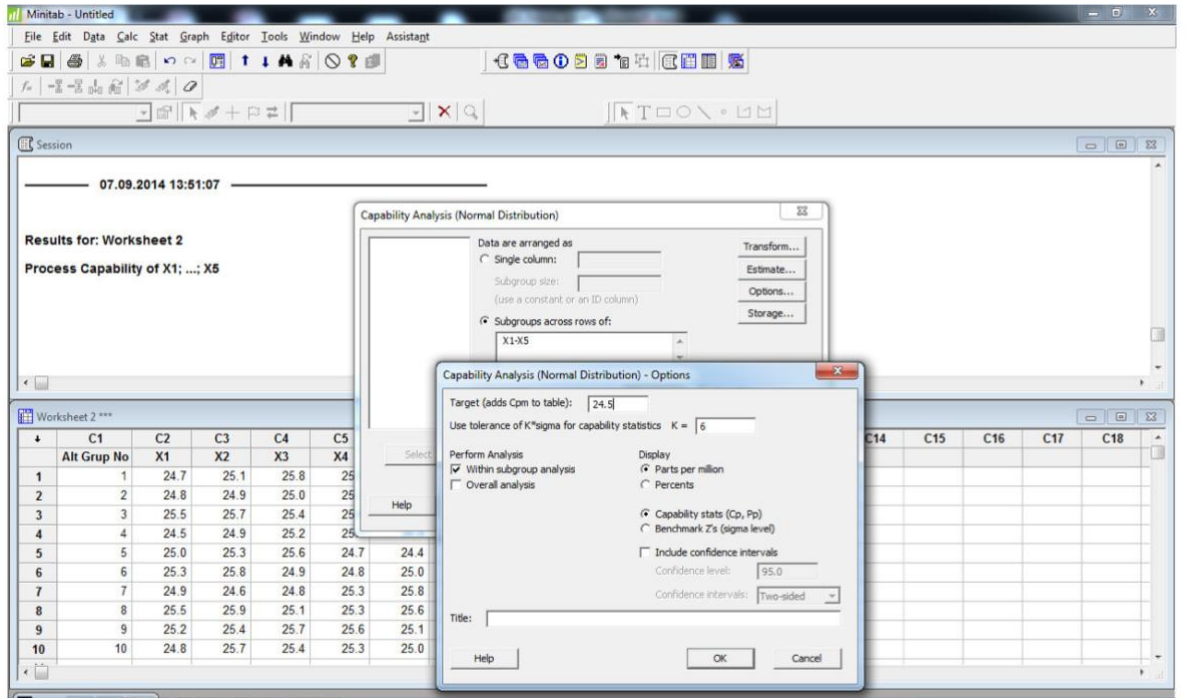 Minitab - Untitled
File Edit Data Calc Stat Graph Editor Tools Window Help Assistant
Session
07.09.2014 13:51:07
Results for: Worksheet 2
Process Capability of X1; ...; X5
Capability Analysis (Normal Distribution)
Data are arranged as
Single column:
Subgroup size:
(use a constant or an ID column)
Subgroups across rows of:
X1-X5
Transform...
Estimate...
Options...
Storage...
Select
Help
Capability Analysis (Normal Distribution) - Options
Target (adds Cpm to table): 24.5
Use tolerance of K*sigma for capability statistics K = 6
Perform Analysis
Within subgroup analysis
Overall analysis
Display
Parts per million
Percents
Capability stats (Cp, Pp)
Benchmark Z's (sigma level)
Include confidence intervals
Confidence level: 95.0
Confidence intervals: Two-sided
Title:
Help OK Cancel
Worksheet 2 ***
C1 C2 C3 C4 C5 C14 C15 C16 C17 C18
Alt Grup No X1 X2 X3 X4
1 1 24.7 25.1 25.8 25
2 2 24.8 24.9 25.0 25
3 3 25.5 25.7 25.4 25
4 4 24.5 24.9 25.2 25.
5 5 25.0 25.3 25.6 24.7 24.4
6 6 25.3 25.8 24.9 24.8 25.0
7 7 24.9 24.6 24.8 25.3 25.8
8 8 25.5 25.9 25.1 25.3 25.6
9 9 25.2 25.4 25.7 25.6 25.1
10 10 24.8 25.7 25.4 25.3 25.0